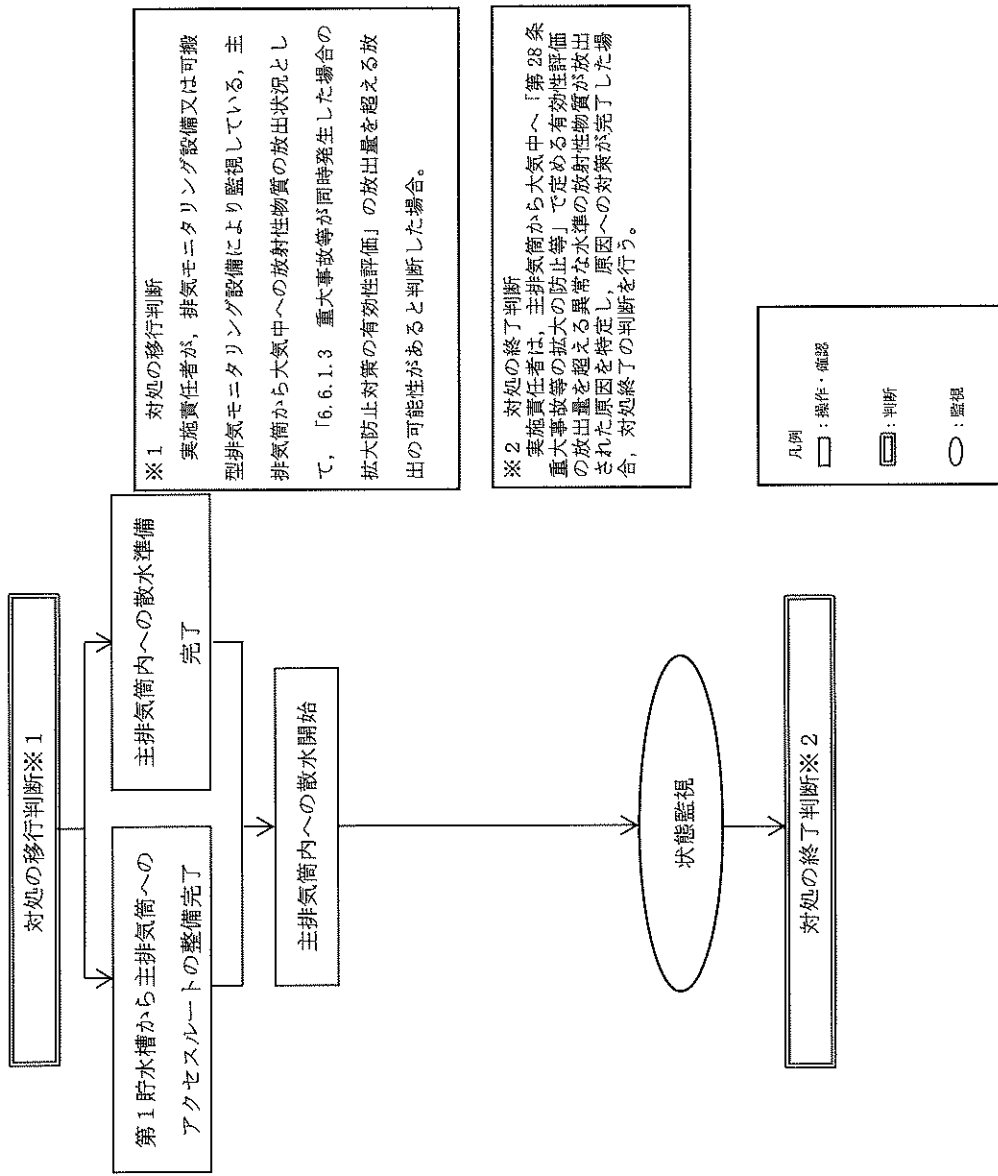 対処の移行判断※1
第1貯水槽から主排気筒への
アクセスルートの整備完了
主排気筒内への散水準備
完了
主排気筒内への散水開始
状態監視
対処の終了判断※2
※1 対処の移行判断
実施責任者が，排気モニタリング設備又は可搬
型排気モニタリング設備により監視している，主
排気筒から大気中への放射性物質の放出状況とし
て，「6.6.1.3 重大事故等が同時発生した場合の
拡大防止対策の有効性評価」の放出量を超える放
出の可能性があると判断した場合。
※2 対処の終了判断
実施責任者は，主排気筒から大気中へ「第28条
重大事故等の拡大の防止等」で定める有効性評価
の放出量を超える異常な水準の放射性物質が放出
された原因を特定し，原因への対策が完了した場
合，対処終了の判断を行う。
凡例
：操作・確認
：判断
：監視